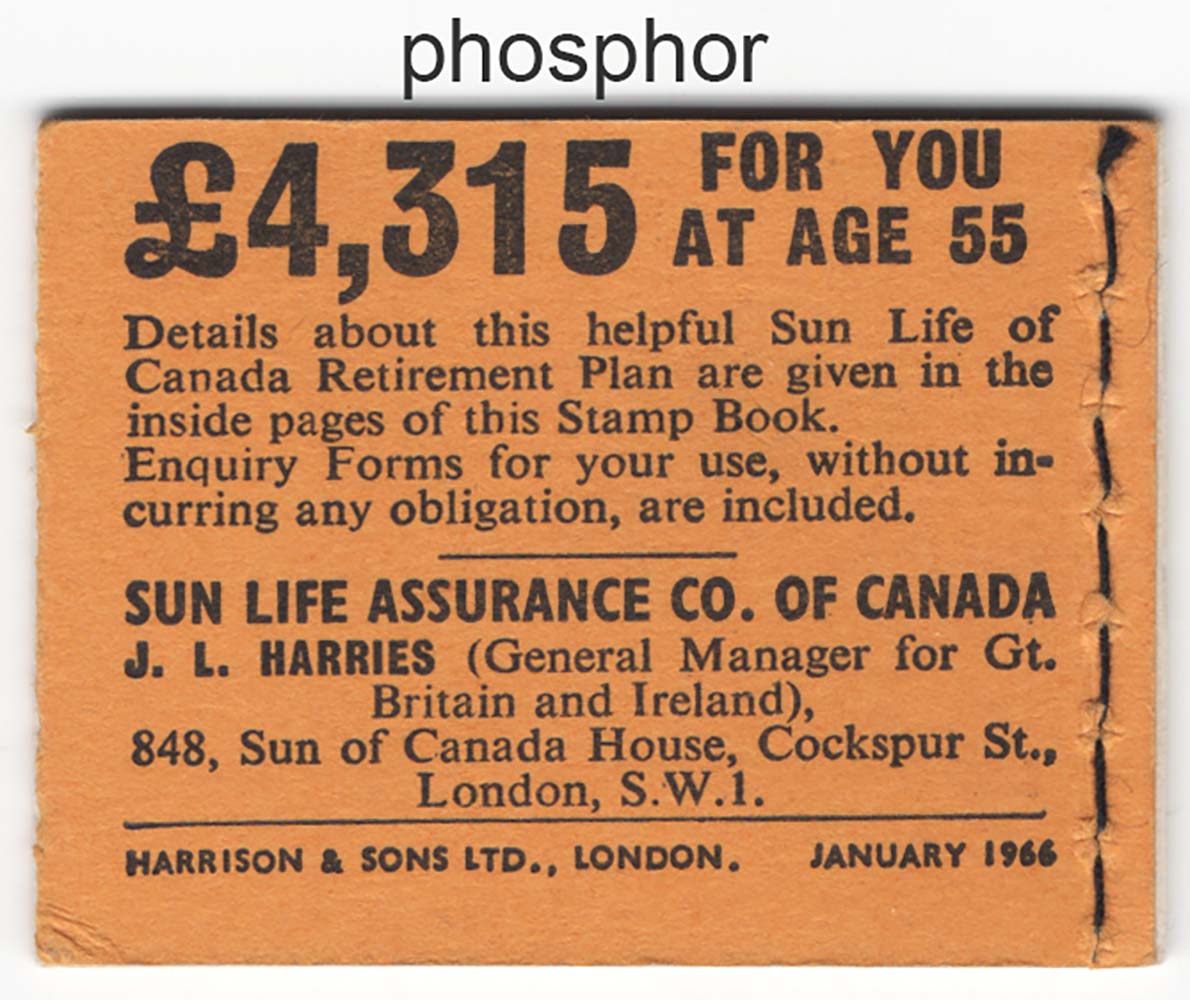 phosphor
£4,315 FOR YOU
AT AGE 55
Details about this helpful Sun Life of
Canada Retirement Plan are given in the
inside pages of this Stamp Book.
Enquiry Forms for your use, without in-
curring any obligation, are included.
SUN LIFE ASSURANCE CO. OF CANADA
J. L. HARRIES (General Manager for Gt.
Britain and Ireland),
848, Sun of Canada House, Cockspur St.,
London, S.W.1.
HARRISON & SONS LTD., LONDON. JANUARY 1966